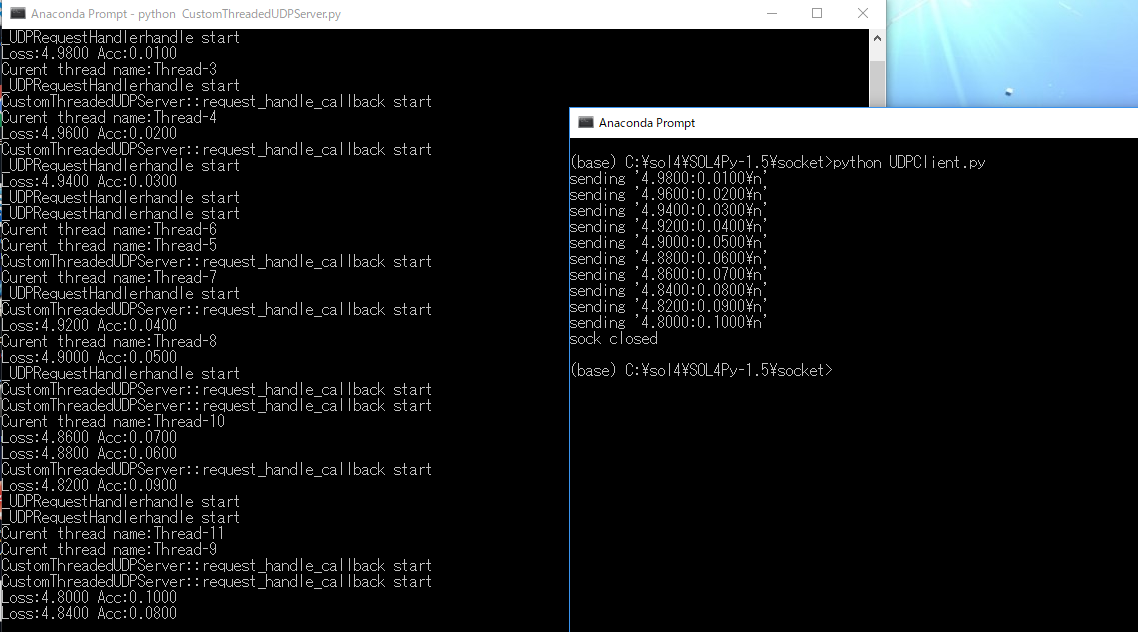 Anaconda Prompt - python  CustomThreadedUDPServer.py
_UDPRequestHandlerhandle start
Loss:4.9800 Acc:0.0100
Curent thread name:Thread-3
_UDPRequestHandlerhandle start
CustomThreadedUDPServer::request_handle_callback start
Curent thread name:Thread-4
Loss:4.9600 Acc:0.0200
CustomThreadedUDPServer::request_handle_callback start
_UDPRequestHandlerhandle start
Loss:4.9400 Acc:0.0300
_UDPRequestHandlerhandle start
_UDPRequestHandlerhandle start
Curent thread name:Thread-6
Curent thread name:Thread-5
CustomThreadedUDPServer::request_handle_callback start
Curent thread name:Thread-7
_UDPRequestHandlerhandle start
CustomThreadedUDPServer::request_handle_callback start
Loss:4.9200 Acc:0.0400
Curent thread name:Thread-8
Loss:4.9000 Acc:0.0500
_UDPRequestHandlerhandle start
CustomThreadedUDPServer::request_handle_callback start
CustomThreadedUDPServer::request_handle_callback start
Curent thread name:Thread-10
Loss:4.8600 Acc:0.0700
Loss:4.8800 Acc:0.0600
CustomThreadedUDPServer::request_handle_callback start
Loss:4.8200 Acc:0.0900
_UDPRequestHandlerhandle start
_UDPRequestHandlerhandle start
Curent thread name:Thread-11
Curent thread name:Thread-9
CustomThreadedUDPServer::request_handle_callback start
CustomThreadedUDPServer::request_handle_callback start
Loss:4.8000 Acc:0.1000
Loss:4.8400 Acc:0.0800
Anaconda Prompt
(base) C:¥sol4¥SOL4Py-1.5¥socket>python UDPClient.py
sending '4.9800:0.0100¥n'
sending '4.9600:0.0200¥n'
sending '4.9400:0.0300¥n'
sending '4.9200:0.0400¥n'
sending '4.9000:0.0500¥n'
sending '4.8800:0.0600¥n'
sending '4.8600:0.0700¥n'
sending '4.8400:0.0800¥n'
sending '4.8200:0.0900¥n'
sending '4.8000:0.1000¥n'
sock closed
(base) C:¥sol4¥SOL4Py-1.5¥socket>